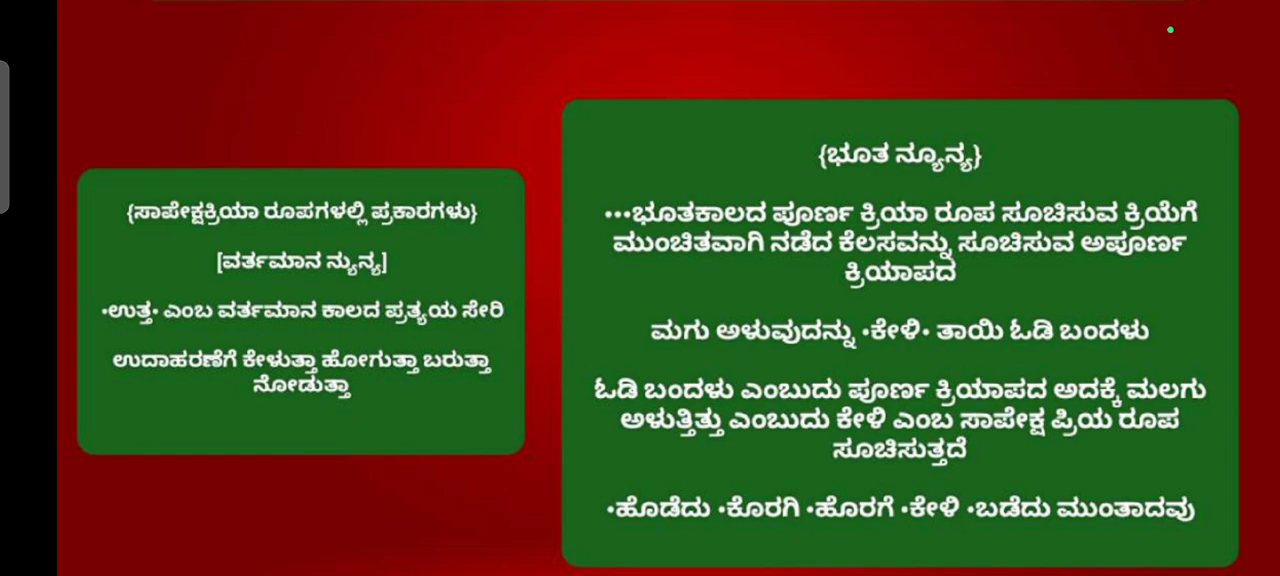 {ಸಾಪೇಕ್ಷಕ್ರಿಯಾ ರೂಪಗಳಲ್ಲಿ ಪ್ರಕಾರಗಳು}
[ವರ್ತಮಾನ ನ್ಯುನ್ಯ]
•ಉತ್ತ• ಎಂಬ ವರ್ತಮಾನ ಕಾಲದ ಪ್ರತ್ಯಯ ಸೇರಿ
ಉದಾಹರಣೆಗೆ ಕೇಳುತ್ತಾ ಹೋಗುತ್ತಾ ಬರುತ್ತಾ
ನೋಡುತ್ತಾ
{ಭೂತ ನ್ಯೂನ್ಯ}
•••ಭೂತಕಾಲದ ಪೂರ್ಣ ಕ್ರಿಯಾ ರೂಪ ಸೂಚಿಸುವ ಕ್ರಿಯೆಗೆ
ಮುಂಚಿತವಾಗಿ ನಡೆದ ಕೆಲಸವನ್ನು ಸೂಚಿಸುವ ಅಪೂರ್ಣ
ಕ್ರಿಯಾಪದ
ಮಗು ಅಳುವುದನ್ನು •ಕೇಳಿ• ತಾಯಿ ಓಡಿ ಬಂದಳು
ಓಡಿ ಬಂದಳು ಎಂಬುದು ಪೂರ್ಣ ಕ್ರಿಯಾಪದ ಅದಕ್ಕೆ ಮಲಗು
ಅಳುತ್ತಿತ್ತು ಎಂಬುದು ಕೇಳಿ ಎಂಬ ಸಾಪೇಕ್ಷ ಪ್ರಿಯ ರೂಪ
ಸೂಚಿಸುತ್ತದೆ
•ಹೊಡೆದು •ಕೊರಗಿ •ಹೊರಗೆ •ಕೇಳಿ •ಬಡೆದು ಮುಂತಾದವು